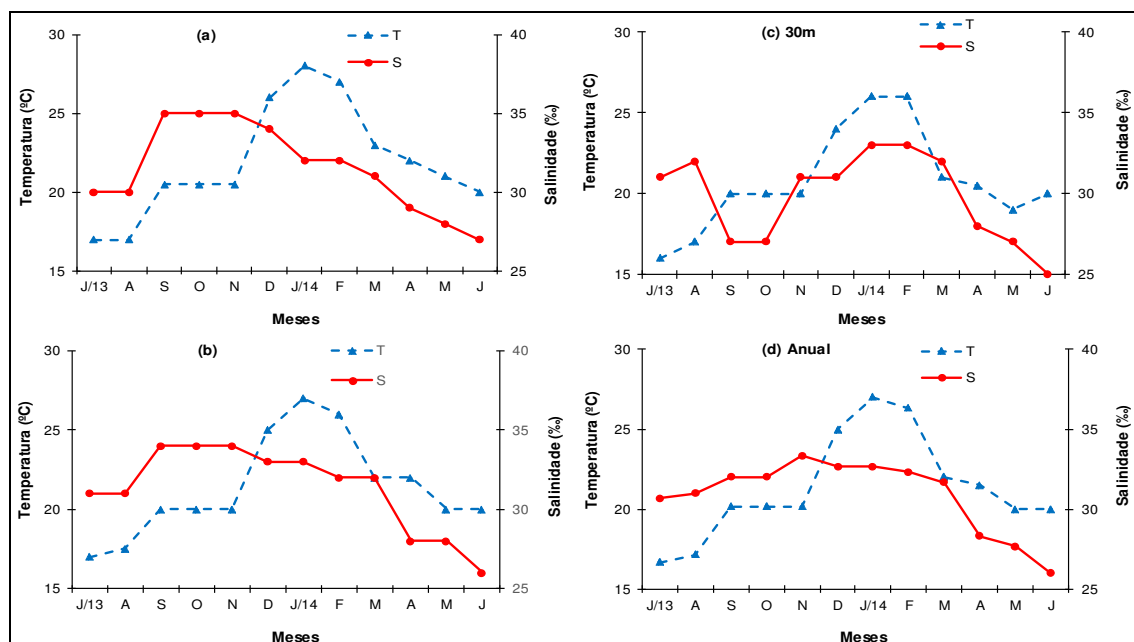 (a)
T
S
30
25
20
15
40
35
30
25
Temperatura (ºC)
Salinidade (‰)
J/13 A S O N D J/14 F M A M J
Meses
(c) 30m
T
S
30
25
20
15
40
35
30
25
Temperatura (ºC)
Salinidade (‰)
J/13 A S O N D J/14 F M A M J
Meses
(b)
T
S
30
25
20
15
40
35
30
25
Temperatura (ºC)
Salinidade (‰)
J/13 A S O N D J/14 F M A M J
Meses
(d) Anual
T
S
30
25
20
15
40
35
30
25
Temperatura (ºC)
Salinidade (‰)
J/13 A S O N D J/14 F M A M J
Meses